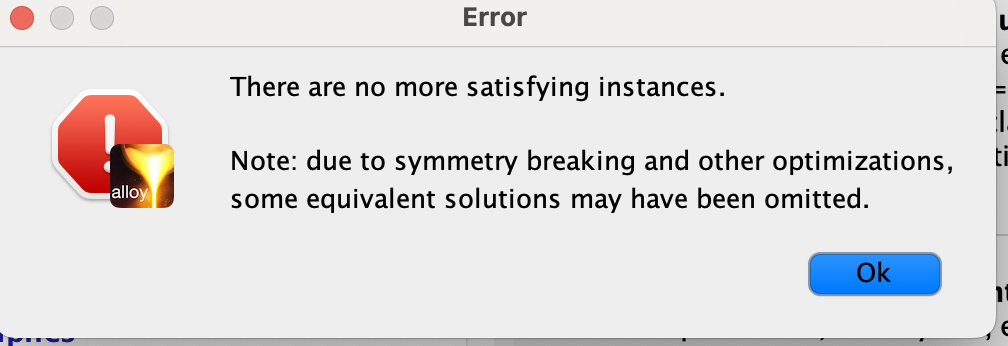 Error
There are no more satisfying instances.
Note: due to symmetry breaking and other optimizations,
some equivalent solutions may have been omitted.
alloy
Ok